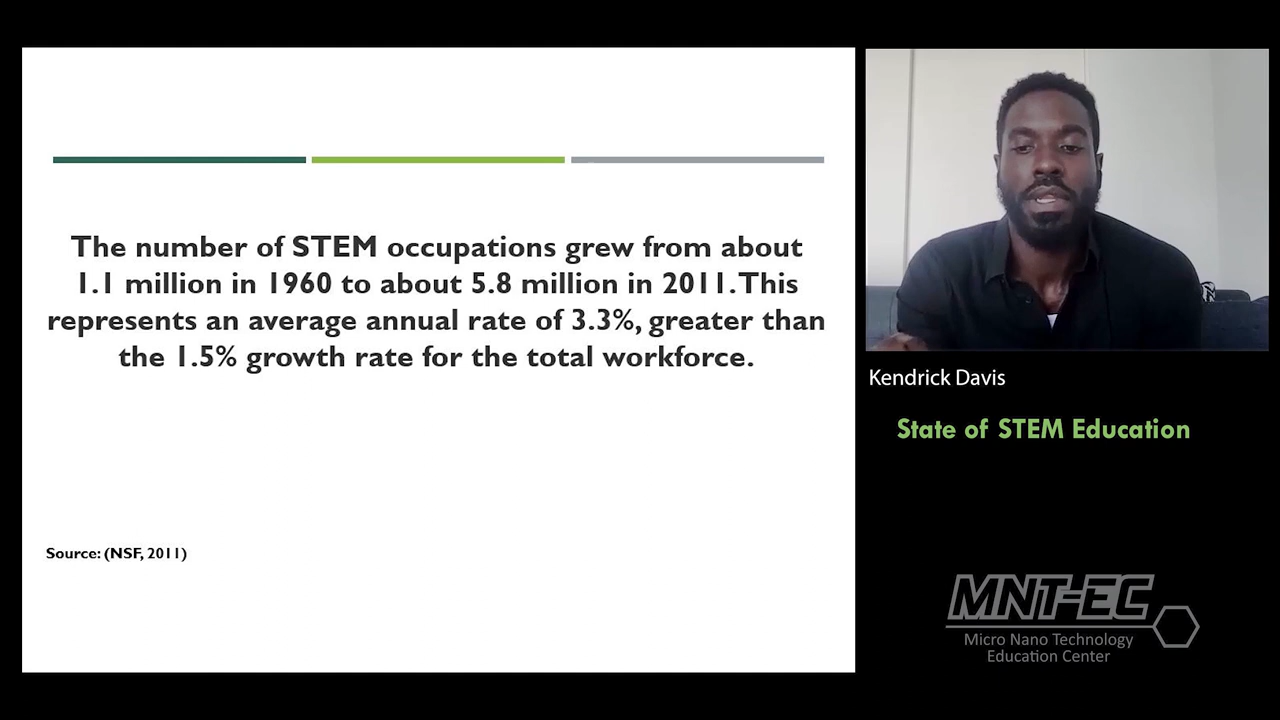 The number of STEM occupations grew from about
1.1 million in 1960 to about 5.8 million in 2011. This
represents an average annual rate of 3.3%, greater than
the 1.5% growth rate for the total workforce.
Source: (NSF, 2011)
Kendrick Davis
State of STEM Education
MNT-EC
Micro Nano Technology
Education Center